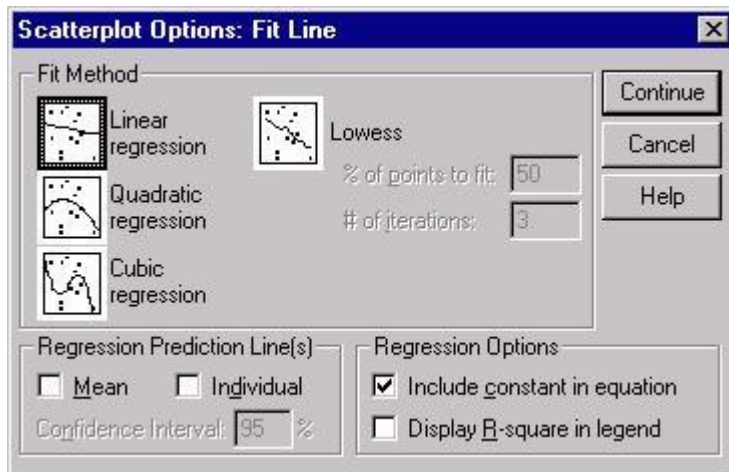 Scatterplot Options: Fit Line
Fit Method
Linear
regression
Quadratic
regression
Cubic
regression
Lowess
% of points to fit: 50
# of iterations: 3
Continue
Cancel
Help
Regression Prediction Line(s)
Mean Individual
Confidence Interval: 95 %
Regression Options
Include constant in equation
Display R-square in legend